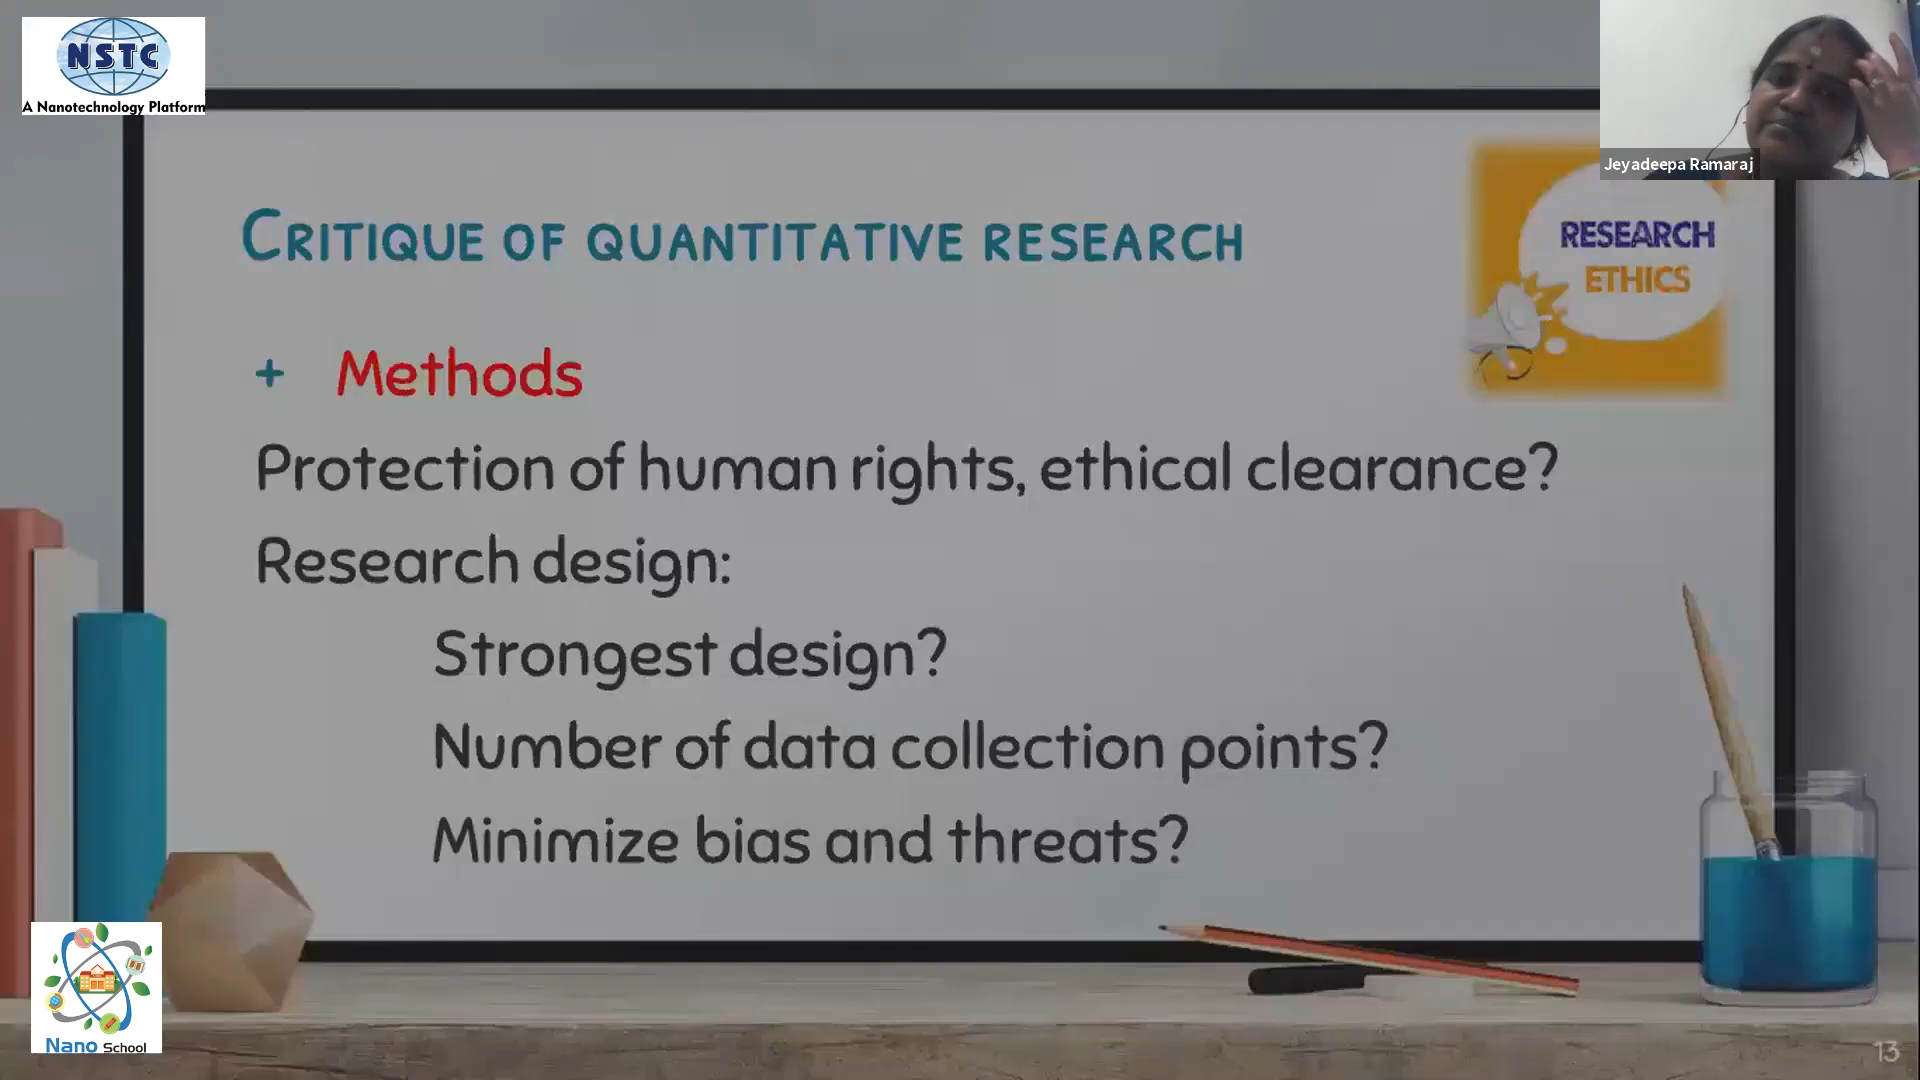 NSTC
A Nanotechnology Platform
Jeyadeepa Ramaraj
RESEARCH
ETHICS
CRITIQUE OF QUANTITATIVE RESEARCH
+ Methods
Protection of human rights, ethical clearance?
Research design:
Strongest design?
Number of data collection points?
Minimize bias and threats?
Nano School
13